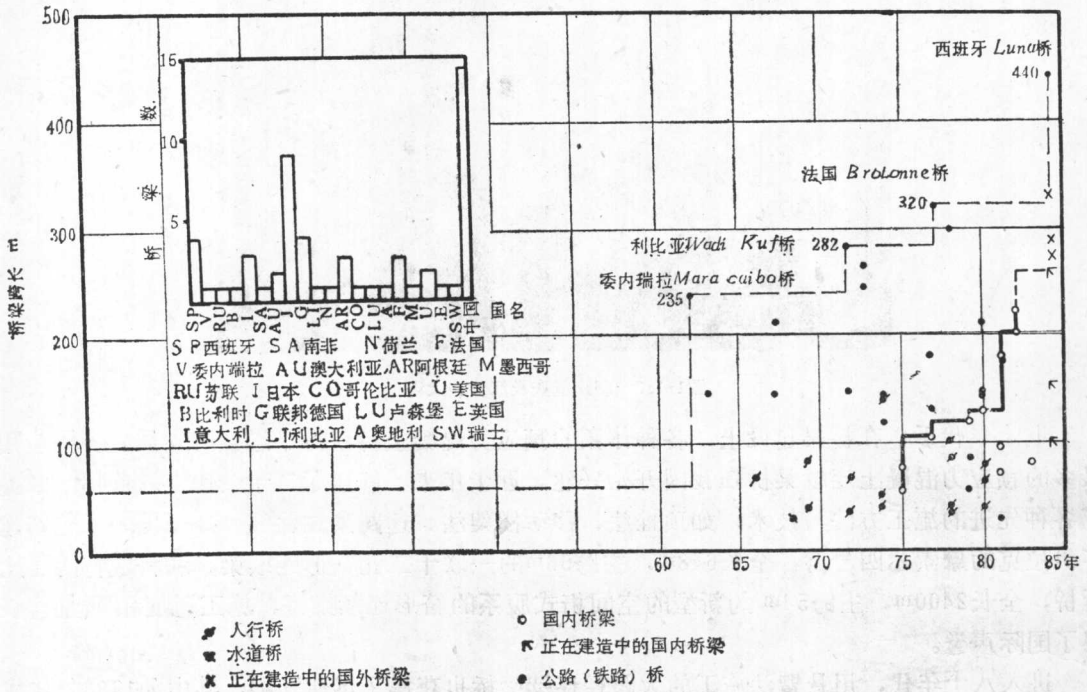 500
400
300
200
100
0
桥梁跨长 m
15
10
5
桥 梁 数
SP V RU B I SA AU J G LI N AR CO LU A F M U E SW 中国 国名
SP西班牙 SA南非 N荷兰 F法国
V委内瑞拉 AU澳大利亚.AR阿根廷 M墨西哥
RU苏联 J日本 CO哥伦比亚 U美国
B比利时 G联邦德国 LU卢森堡 E英国
I意大利 LI利比亚 A奥地利 SW瑞士
西班牙 Luna桥
440
法国 Brotonne桥
320
利比亚Wadi Kuf桥 282
委内瑞拉Maracaibo桥
235
60 65 70 75 80 85年
人行桥
水道桥
正在建造中的国外桥梁
国内桥梁
正在建造中的国内桥梁
公路（铁路）桥